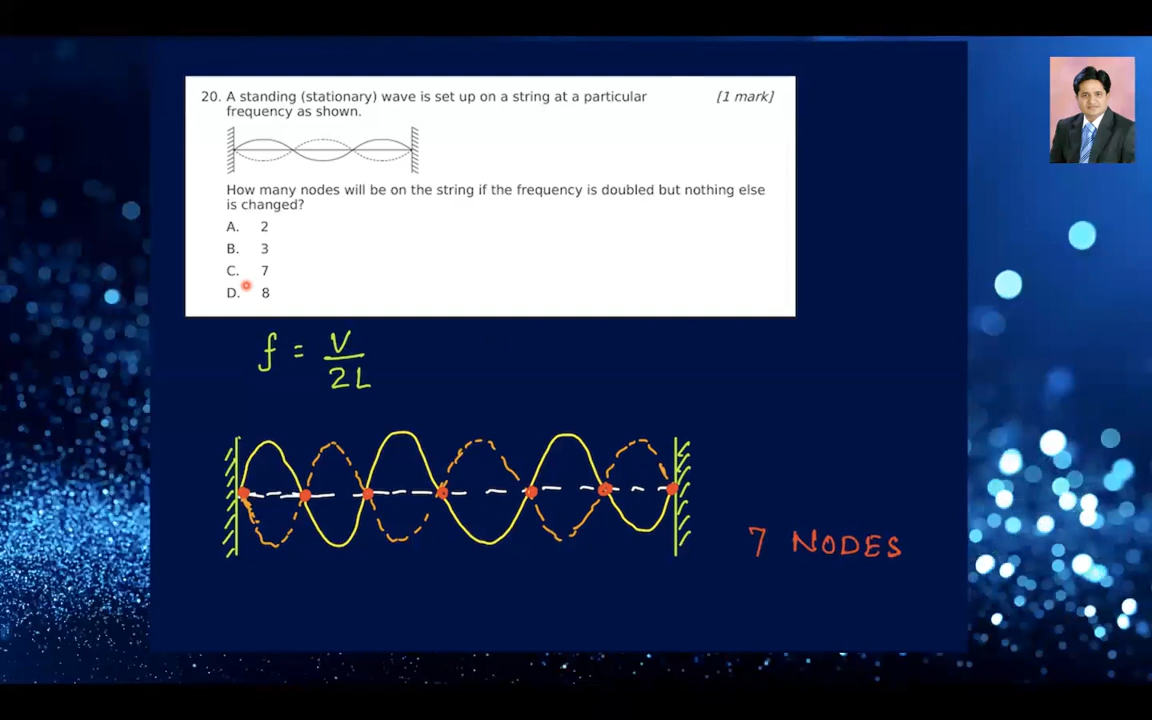 20. A standing (stationary) wave is set up on a string at a particular [1 mark]
frequency as shown.
How many nodes will be on the string if the frequency is doubled but nothing else
is changed?
A. 2
B. 3
C. 7
D. 8
f = V
2L
7 NODES